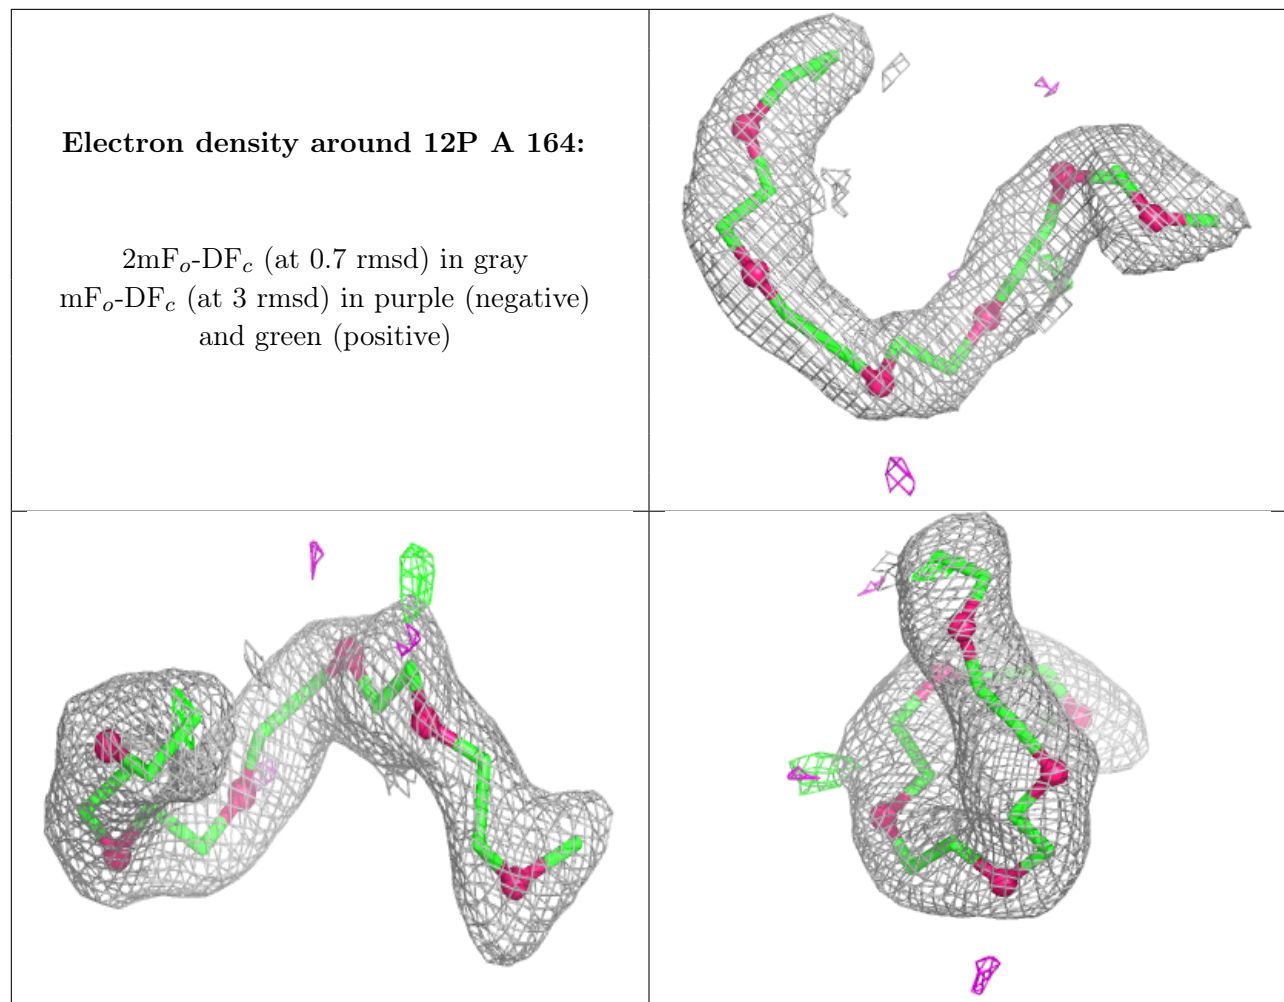 Electron density around 12P A 164:
2mFo-DFc (at 0.7 rmsd) in gray
mFo-DFc (at 3 rmsd) in purple (negative)
and green (positive)